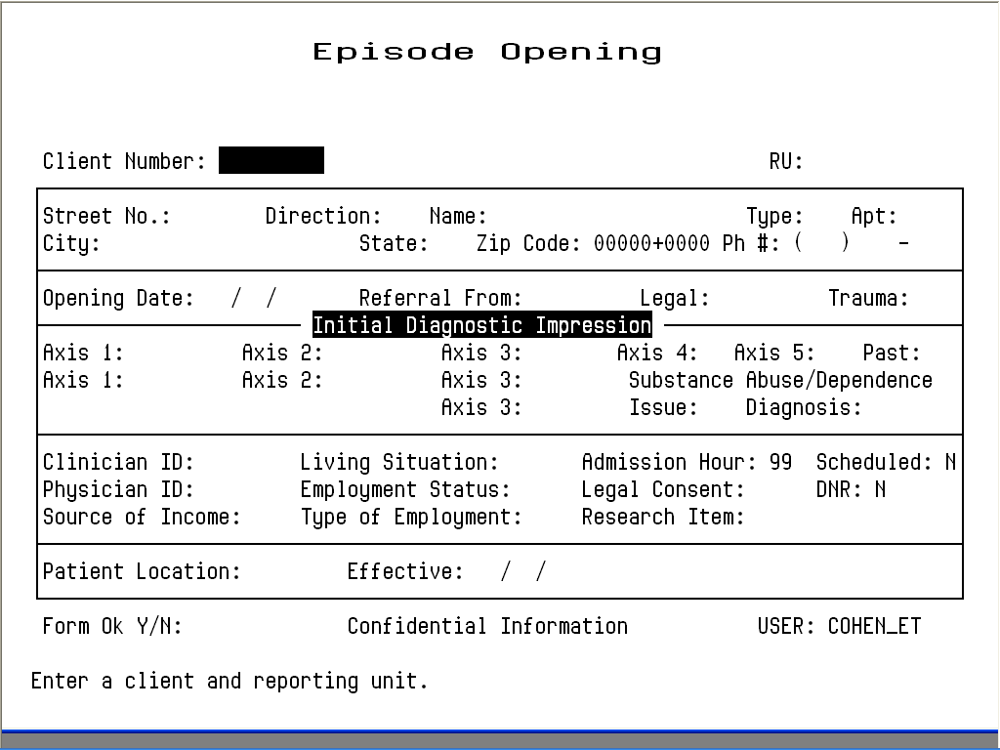 Episode Opening
Client Number: RU:
Street No.: Direction: Name: Type: Apt:
City: State: Zip Code: 00000+0000 Ph #: ( ) -
Opening Date: / / Referral From: Legal: Trauma:
Initial Diagnostic Impression
Axis 1: Axis 2: Axis 3: Axis 4: Axis 5: Past:
Axis 1: Axis 2: Axis 3: Substance Abuse/Dependence
Axis 3: Issue: Diagnosis:
Clinician ID: Living Situation: Admission Hour: 99 Scheduled: N
Physician ID: Employment Status: Legal Consent: DNR: N
Source of Income: Type of Employment: Research Item:
Patient Location: Effective: / /
Form Ok Y/N: Confidential Information USER: COHEN_ET
Enter a client and reporting unit.